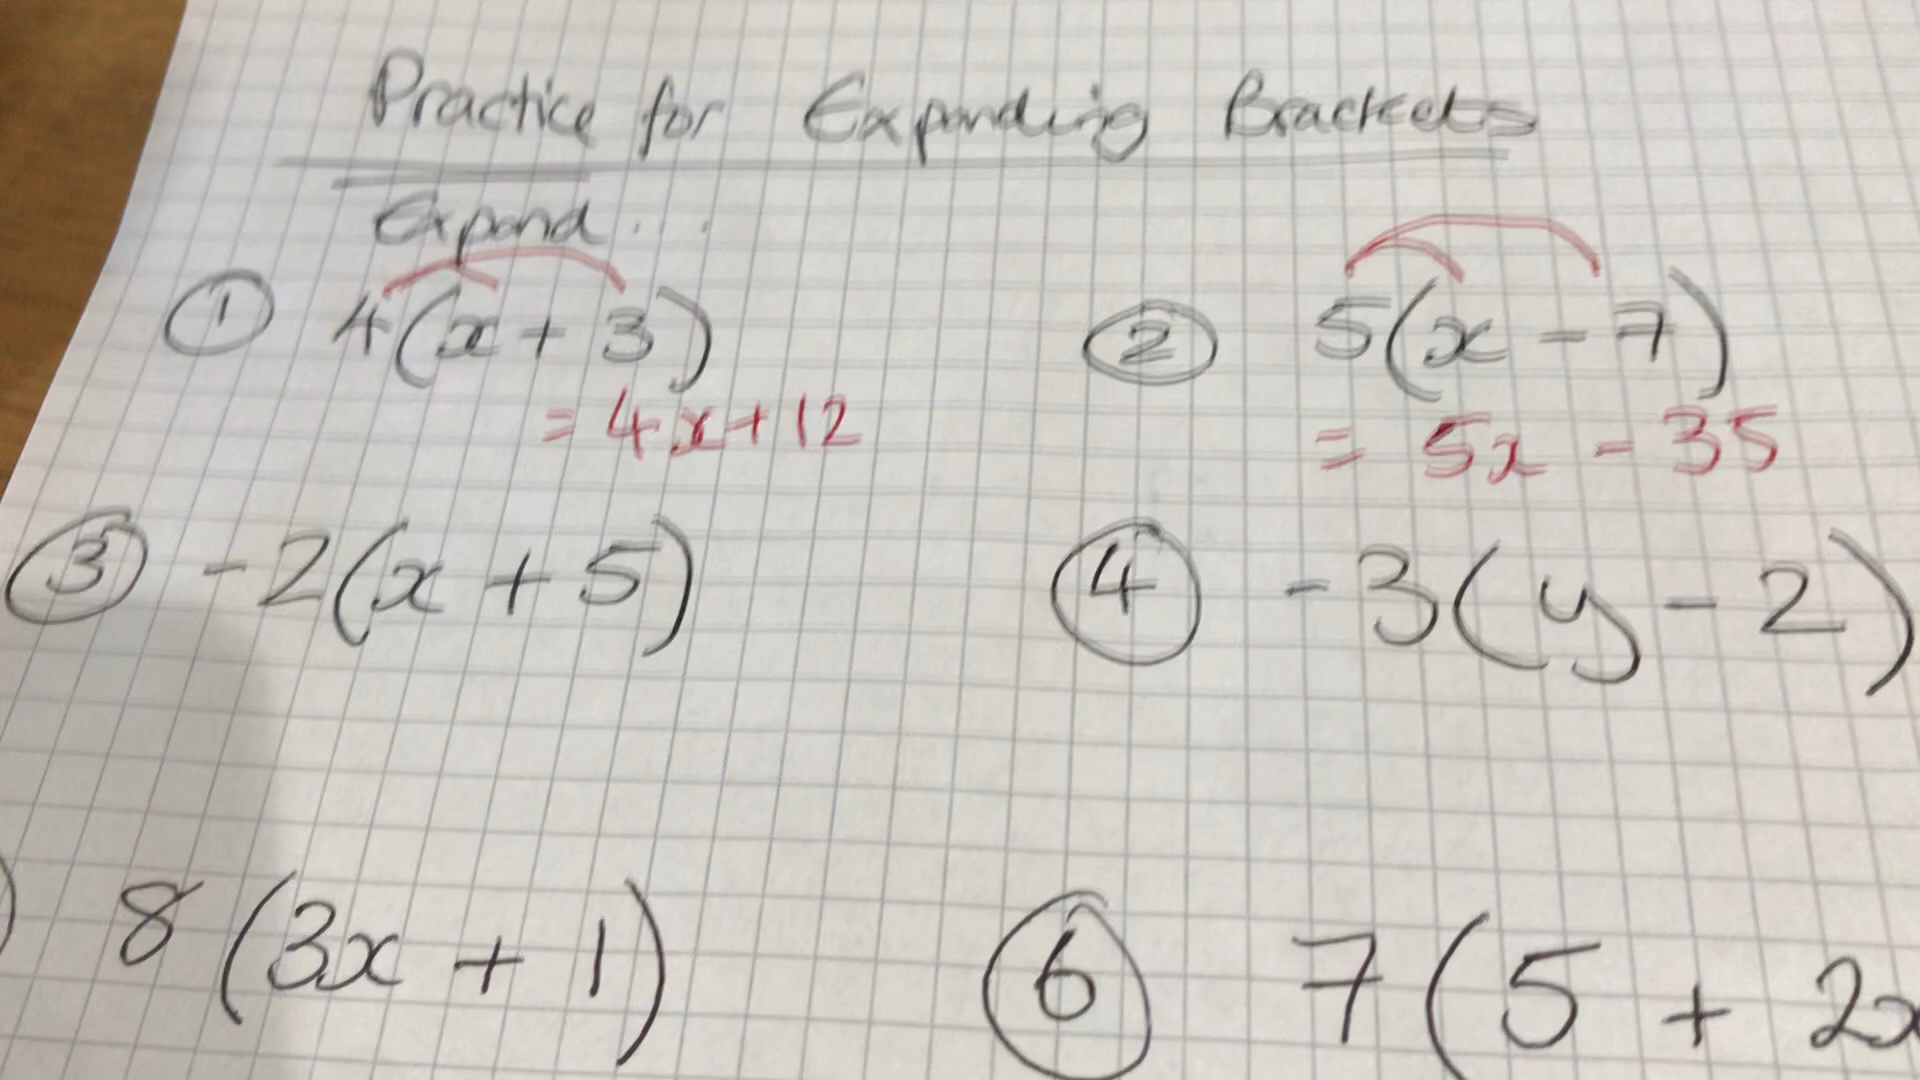 Practice for Expanding Brackets
Expand...
① 4(x + 3)
= 4x + 12
② 5(x - 7)
= 5x - 35
③ -2(x + 5)
④ -3(y - 2)
8(3x + 1)
⑥ 7(5 + 2x